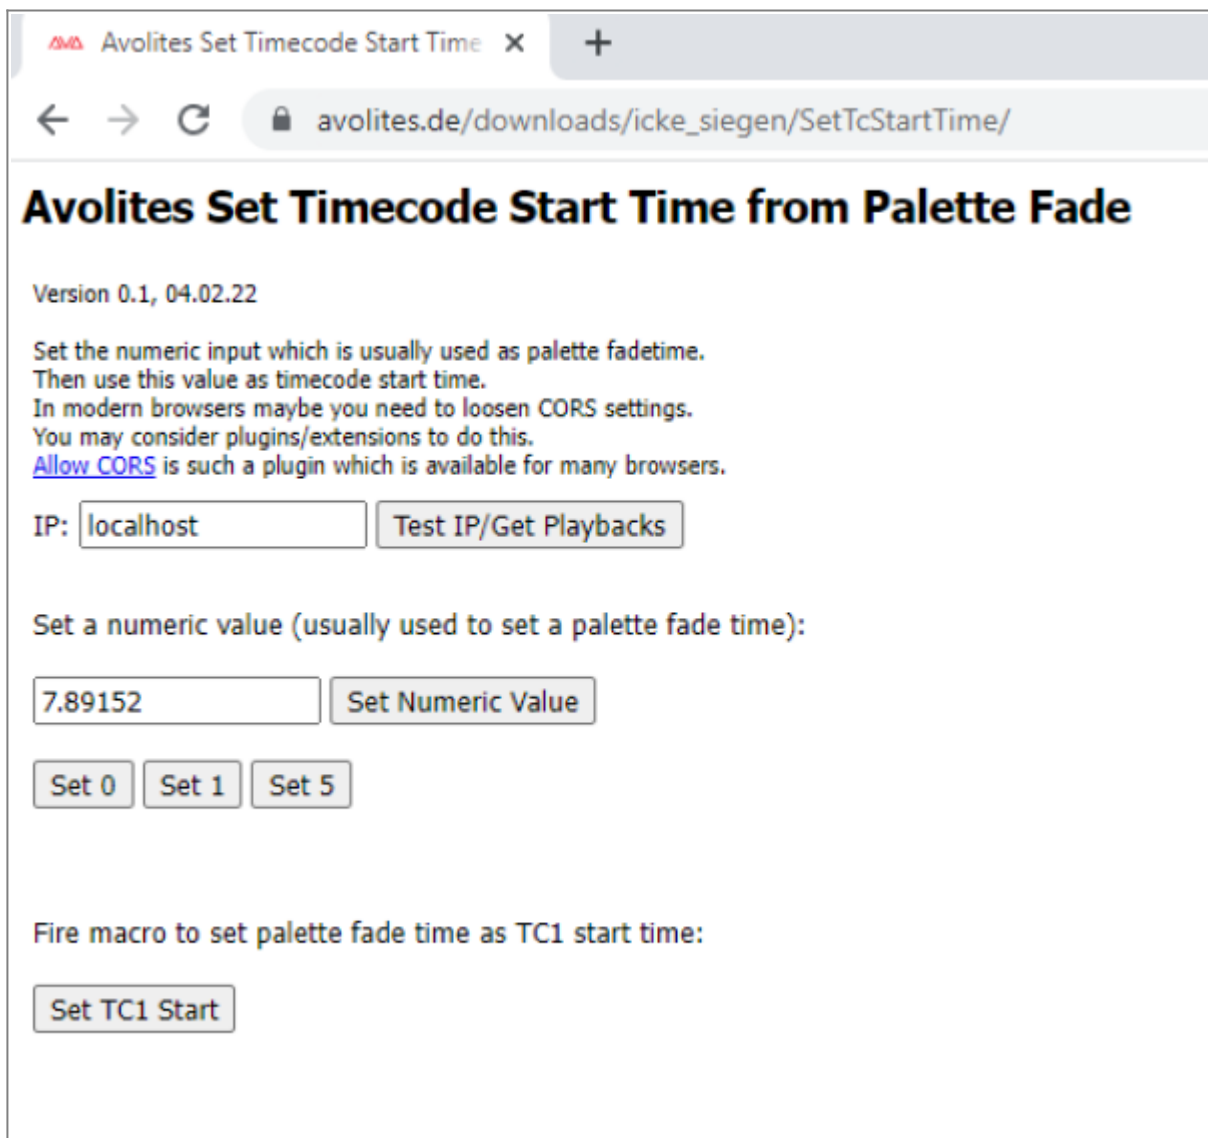 Avolites Set Timecode Start Time
avolites.de/downloads/icke_siegen/SetTcStartTime/
Avolites Set Timecode Start Time from Palette Fade
Version 0.1, 04.02.22
Set the numeric input which is usually used as palette fadetime.
Then use this value as timecode start time.
In modern browsers maybe you need to loosen CORS settings.
You may consider plugins/extensions to do this.
Allow CORS is such a plugin which is available for many browsers.
IP: localhost Test IP/Get Playbacks
Set a numeric value (usually used to set a palette fade time):
7.89152 Set Numeric Value
Set 0 Set 1 Set 5
Fire macro to set palette fade time as TC1 start time:
Set TC1 Start